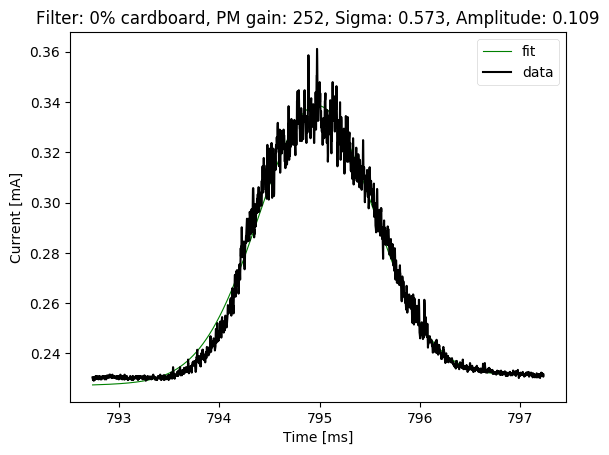 Filter: 0% cardboard, PM gain: 252, Sigma: 0.573, Amplitude: 0.109
fit
data
0.36
0.34
0.32
0.30
0.28
0.26
0.24
Current [mA]
793
794
795
796
797
Time [ms]